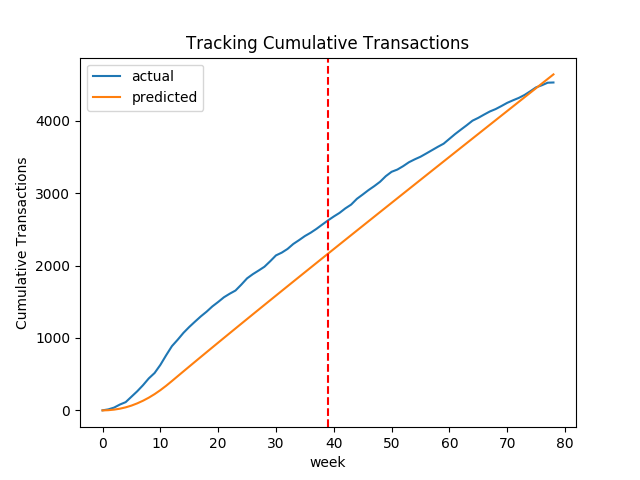 Tracking Cumulative Transactions
actual
predicted
Cumulative Transactions
4000
3000
2000
1000
0
0 10 20 30 40 50 60 70 80
week